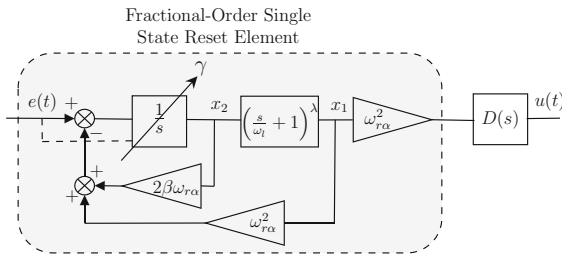 Fractional-Order Single
State Reset Element
γ
e(t) + − 1/s x₂ (s/ω_l + 1)^λ x₁ ω²_{rα} D(s) u(t)
+ 2βω_{rα}
+ ω²_{rα}